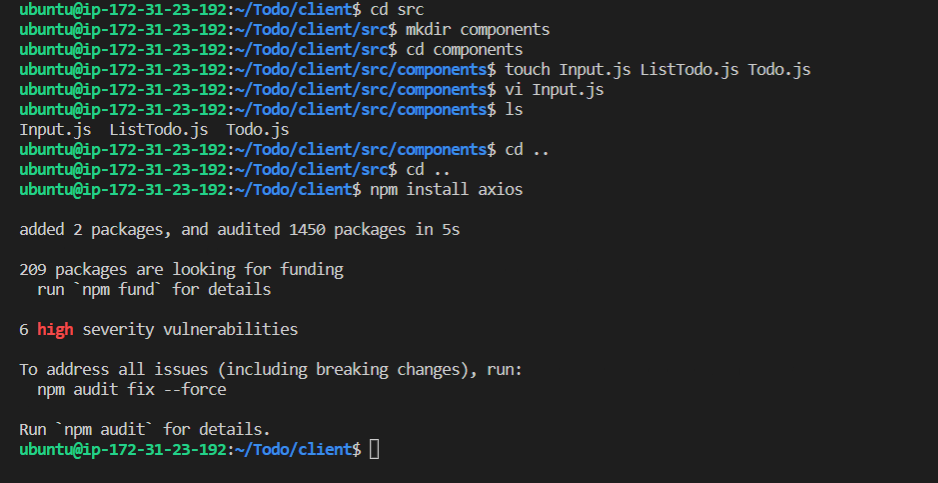 ubuntu@ip-172-31-23-192:~/Todo/client$ cd src
ubuntu@ip-172-31-23-192:~/Todo/client/src$ mkdir components
ubuntu@ip-172-31-23-192:~/Todo/client/src$ cd components
ubuntu@ip-172-31-23-192:~/Todo/client/src/components$ touch Input.js ListTodo.js Todo.js
ubuntu@ip-172-31-23-192:~/Todo/client/src/components$ vi Input.js
ubuntu@ip-172-31-23-192:~/Todo/client/src/components$ ls
Input.js  ListTodo.js  Todo.js
ubuntu@ip-172-31-23-192:~/Todo/client/src/components$ cd ..
ubuntu@ip-172-31-23-192:~/Todo/client/src$ cd ..
ubuntu@ip-172-31-23-192:~/Todo/client$ npm install axios
added 2 packages, and audited 1450 packages in 5s
209 packages are looking for funding
  run `npm fund` for details
6 high severity vulnerabilities
To address all issues (including breaking changes), run:
  npm audit fix --force
Run `npm audit` for details.
ubuntu@ip-172-31-23-192:~/Todo/client$